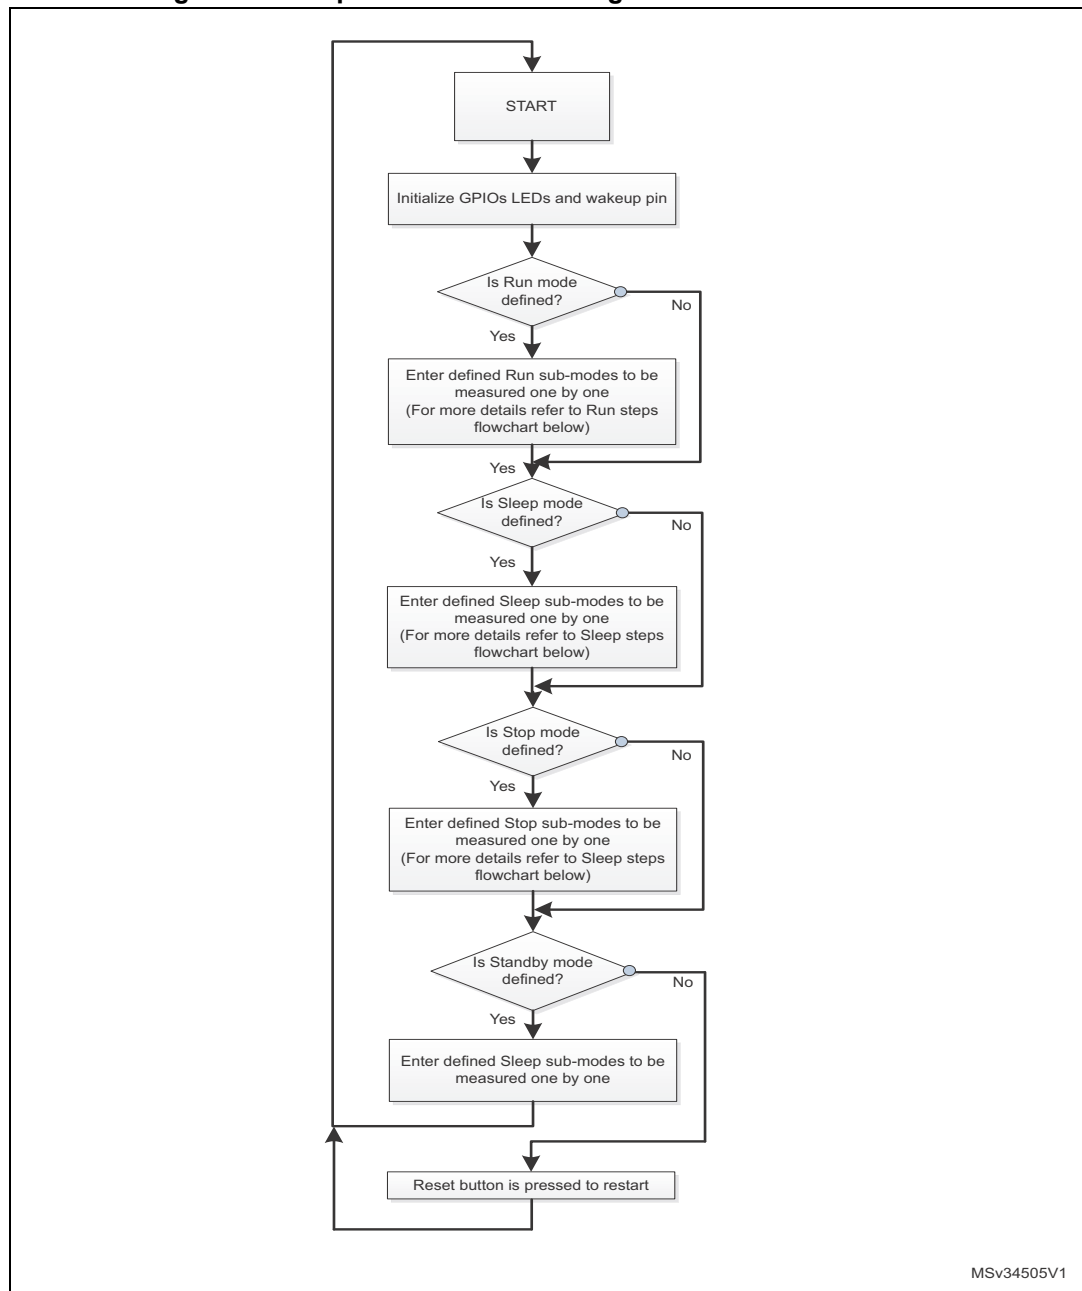 START
Initialize GPIOs LEDs and wakeup pin
Is Run mode
defined?
No
Yes
Enter defined Run sub-modes to be
measured one by one
(For more details refer to Run steps
flowchart below)
Yes
Is Sleep mode
defined?
No
Yes
Enter defined Sleep sub-modes to be
measured one by one
(For more details refer to Sleep steps
flowchart below)
Is Stop mode
defined?
No
Yes
Enter defined Stop sub-modes to be
measured one by one
(For more details refer to Sleep steps
flowchart below)
Is Standby mode
defined?
No
Yes
Enter defined Sleep sub-modes to be
measured one by one
Reset button is pressed to restart
MSv34505V1